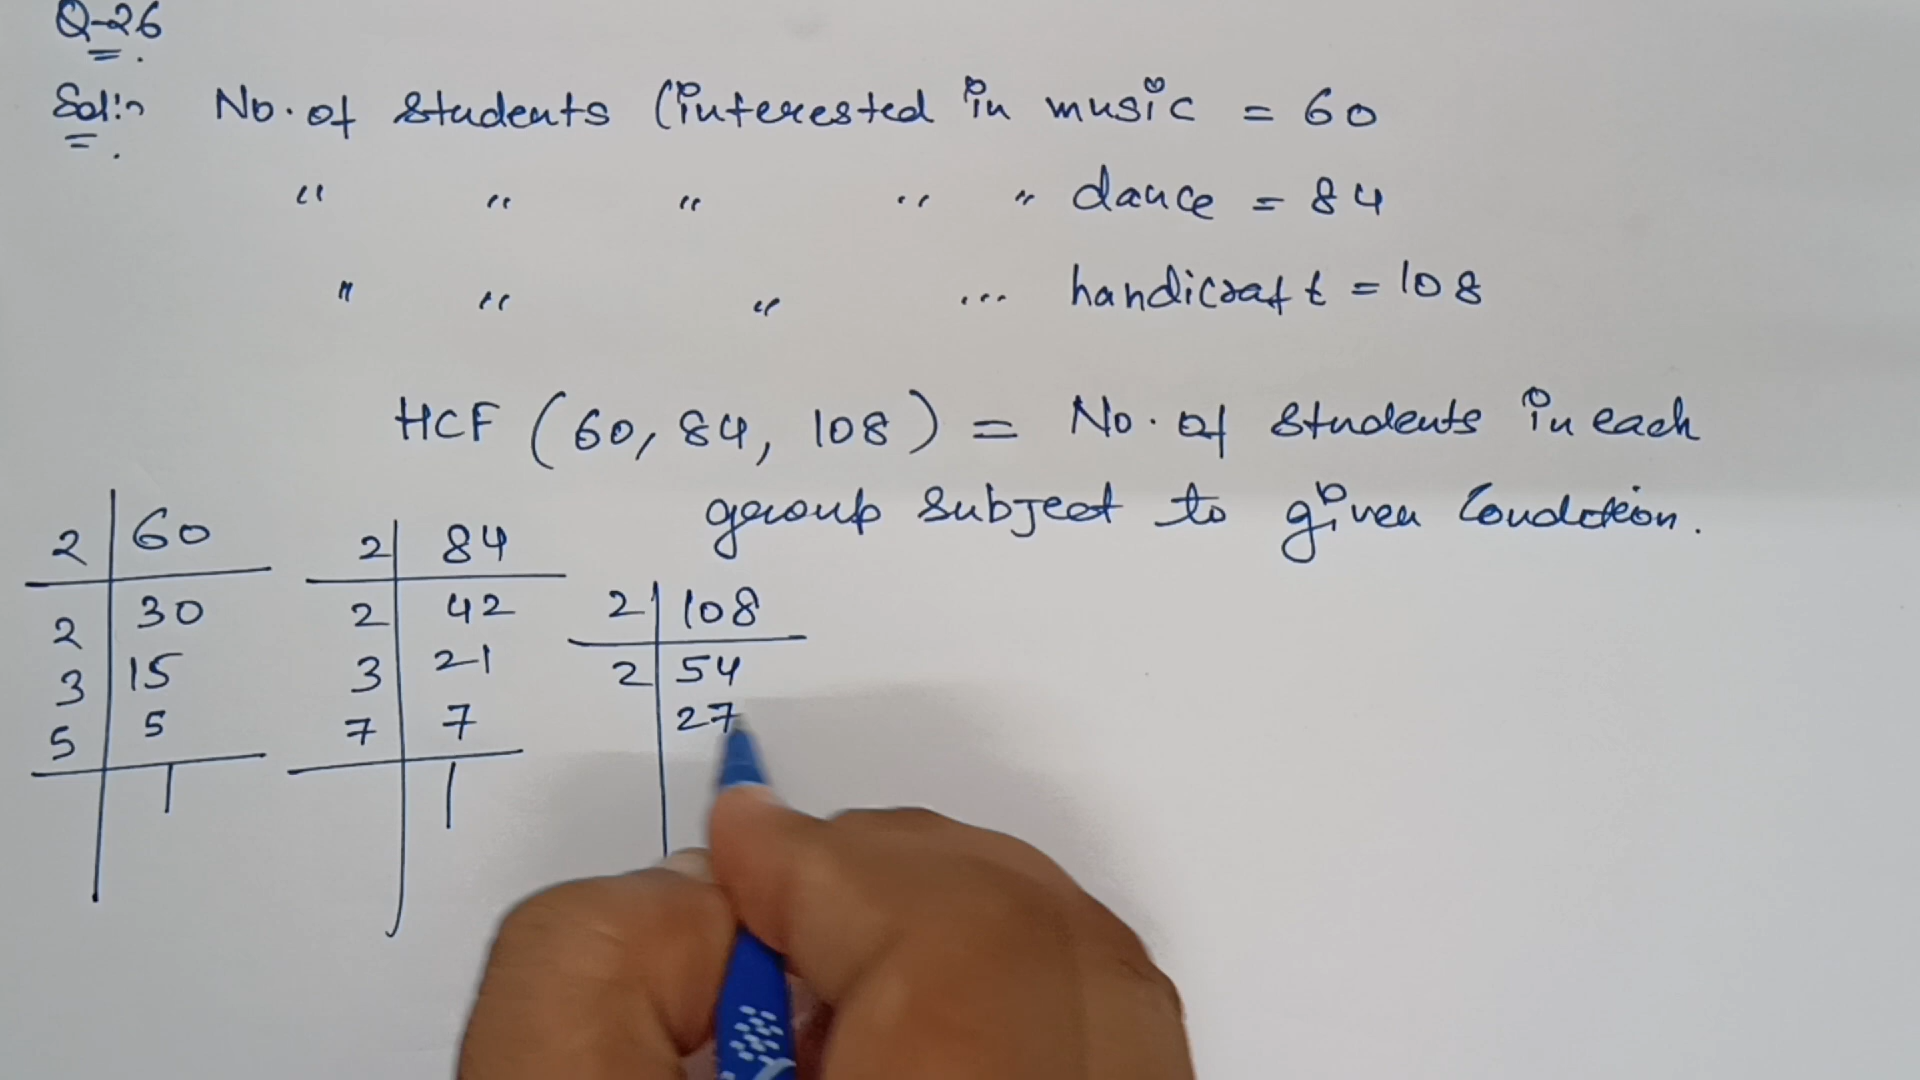 Q-26
Sol:n No. of students (interested in music = 60
" " " " " dance = 84
" " " ... handicraft = 108
HCF (60, 84, 108) = No. of students in each
group subject to given condition.
2 | 60
2 | 30
3 | 15
5 | 5
1
2 | 84
2 | 42
3 | 21
7 | 7
1
2 | 108
2 | 54
27